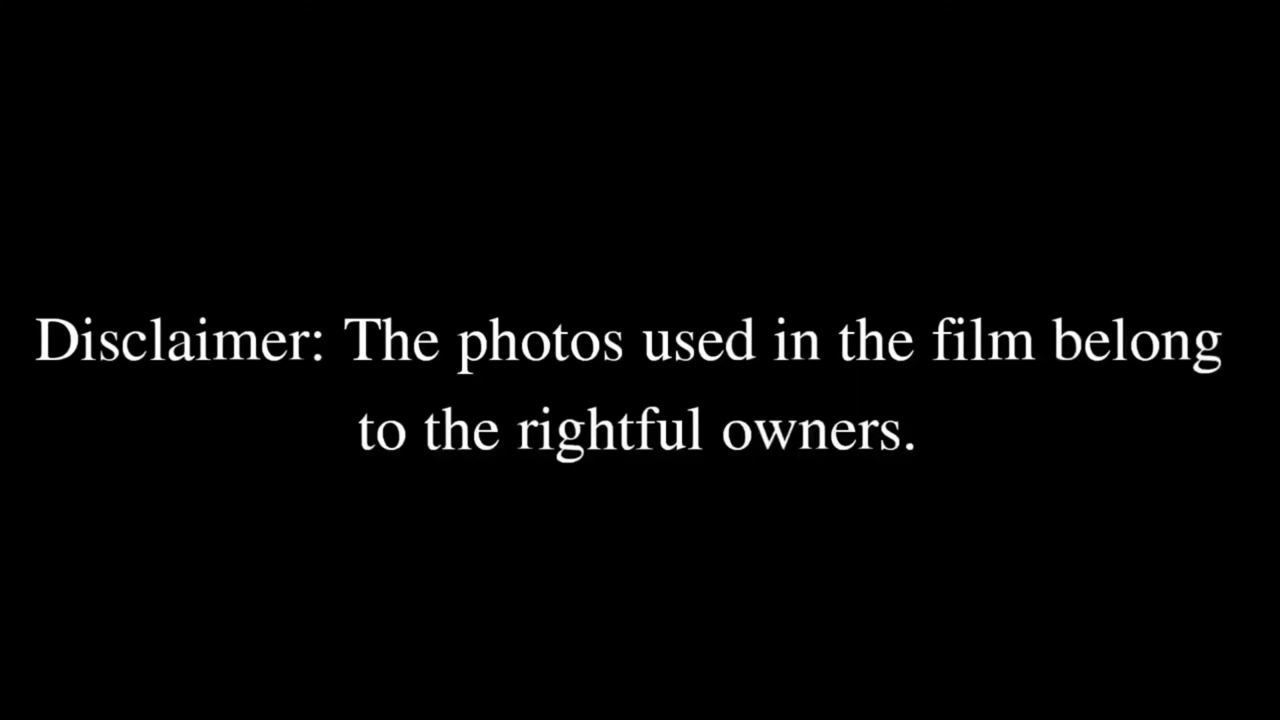 Disclaimer: The photos used in the film belong
to the rightful owners.